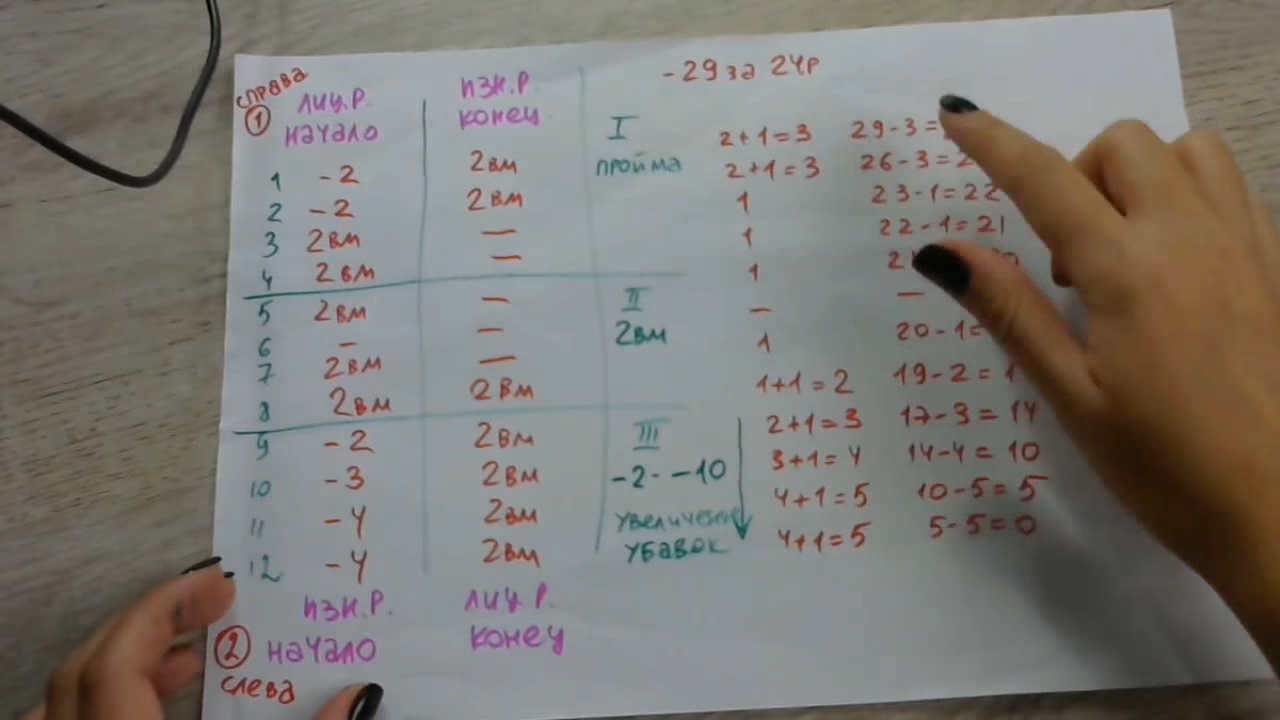 - 29 за 24р
справа
① лиц.р. изн.р.
начало конец
I
пройма
1 -2 2вм 2+1=3 29-3=
2 -2 2вм 2+1=3 26-3=2
3 2вм — 1 23-1=22
4 2вм — 1 22-1=21
5 2вм — 1
II
2вм
6 — — — —
7 2вм — 1 20-1=
8 2вм 2вм 1+1=2 19-2=1
9 -2 2вм 2+1=3 17-3=14
III
-2 - -10
увеличение
убавок
10 -3 2вм 3+1=4 14-4=10
11 -4 2вм 4+1=5 10-5=5
12 -4 2вм 4+1=5 5-5=0
изн.р. лиц р.
② начало конец
слева